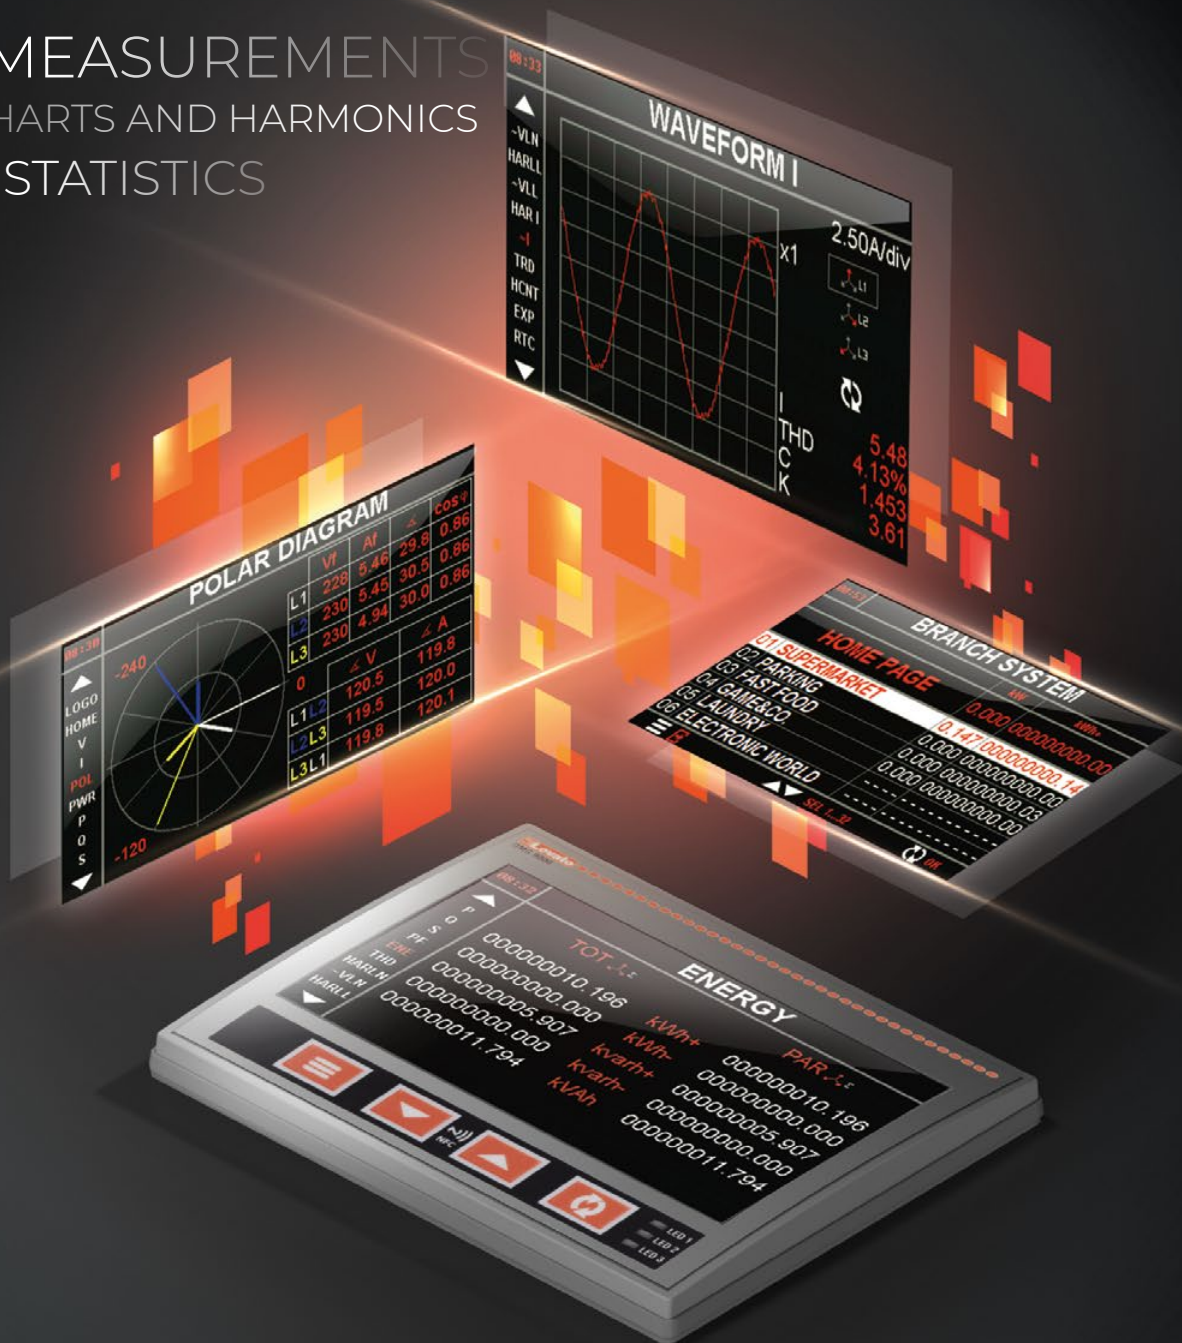 MEASUREMENTS
HARTS AND HARMONICS
STATISTICS
08:33
WAVEFORM I
~VLN
HARLL
~VLL
HAR I
~I
TRD
HCNT
EXP
RTC
x1
2.50A/div
L1
L2
L3
I 5.48
THD 4.13%
C 1.453
K 3.61
08:30
POLAR DIAGRAM
LOGO
HOME
V
I
POL
PWR
P
Q
S
-240
0
-120
Vf Af ∡ cosφ
L1 228 5.46 29.8 0.86
L2 230 5.45 30.5 0.86
L3 230 4.94 30.0 0.86
∡ V ∡ A
L1L2 120.5 119.8
L2L3 119.5 120.0
L3L1 119.8 120.1
BRANCH SYSTEM
kW kWh+
HOME PAGE 0.000 000000000.00
01 SUPERMARKET 0.147 000000000.14
02 PARKING 0.000 000000000.00
03 FAST FOOD 0.000 000000000.03
04 GAME&CO 0.000 000000000.00
05 LAUNDRY
06 ELECTRONIC WORLD
SEL 1..32
OK
Lovato
08:32
ENERGY
P
Q
S
PF
ENE
THD
HARLN
~VLN
HARLL
TOT PAR
000000010.196 kWh+ 000000010.196
000000000.000 kWh- 000000000.000
000000005.907 kvarh+ 000000005.907
000000000.000 kvarh- 000000000.000
000000011.794 kVAh 000000011.794
NFC
LED 1
LED 2
LED 3